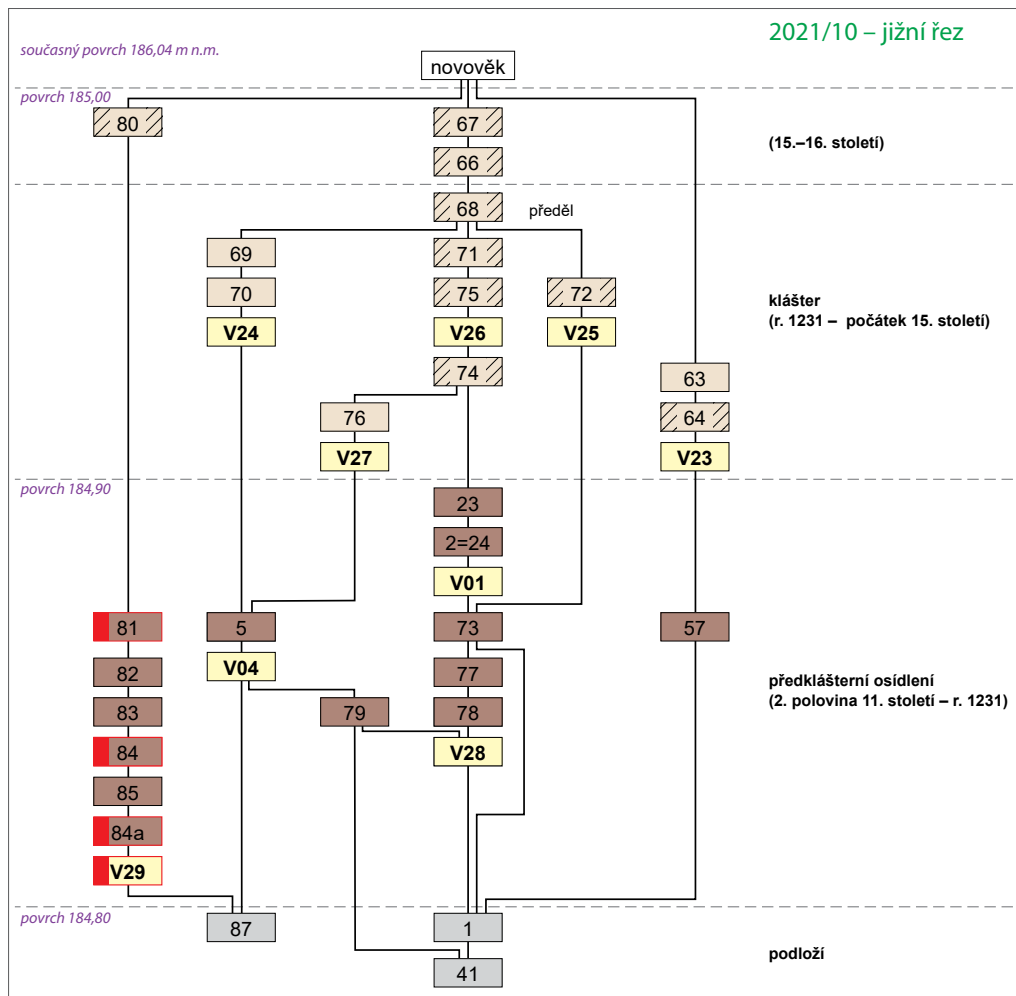 2021/10 – jižní řez
současný povrch 186,04 m n.m.
novověk
povrch 185,00
80
67
(15.–16. století)
66
68
předěl
69
71
70
75
72
klášter
(r. 1231 – počátek 15. století)
V24
V26
V25
74
63
76
64
V27
V23
povrch 184,90
23
2=24
V01
81
5
73
57
předklášterní osídlení
(2. polovina 11. století – r. 1231)
82
V04
77
83
79
78
84
V28
85
84a
V29
povrch 184,80
87
1
podloží
41